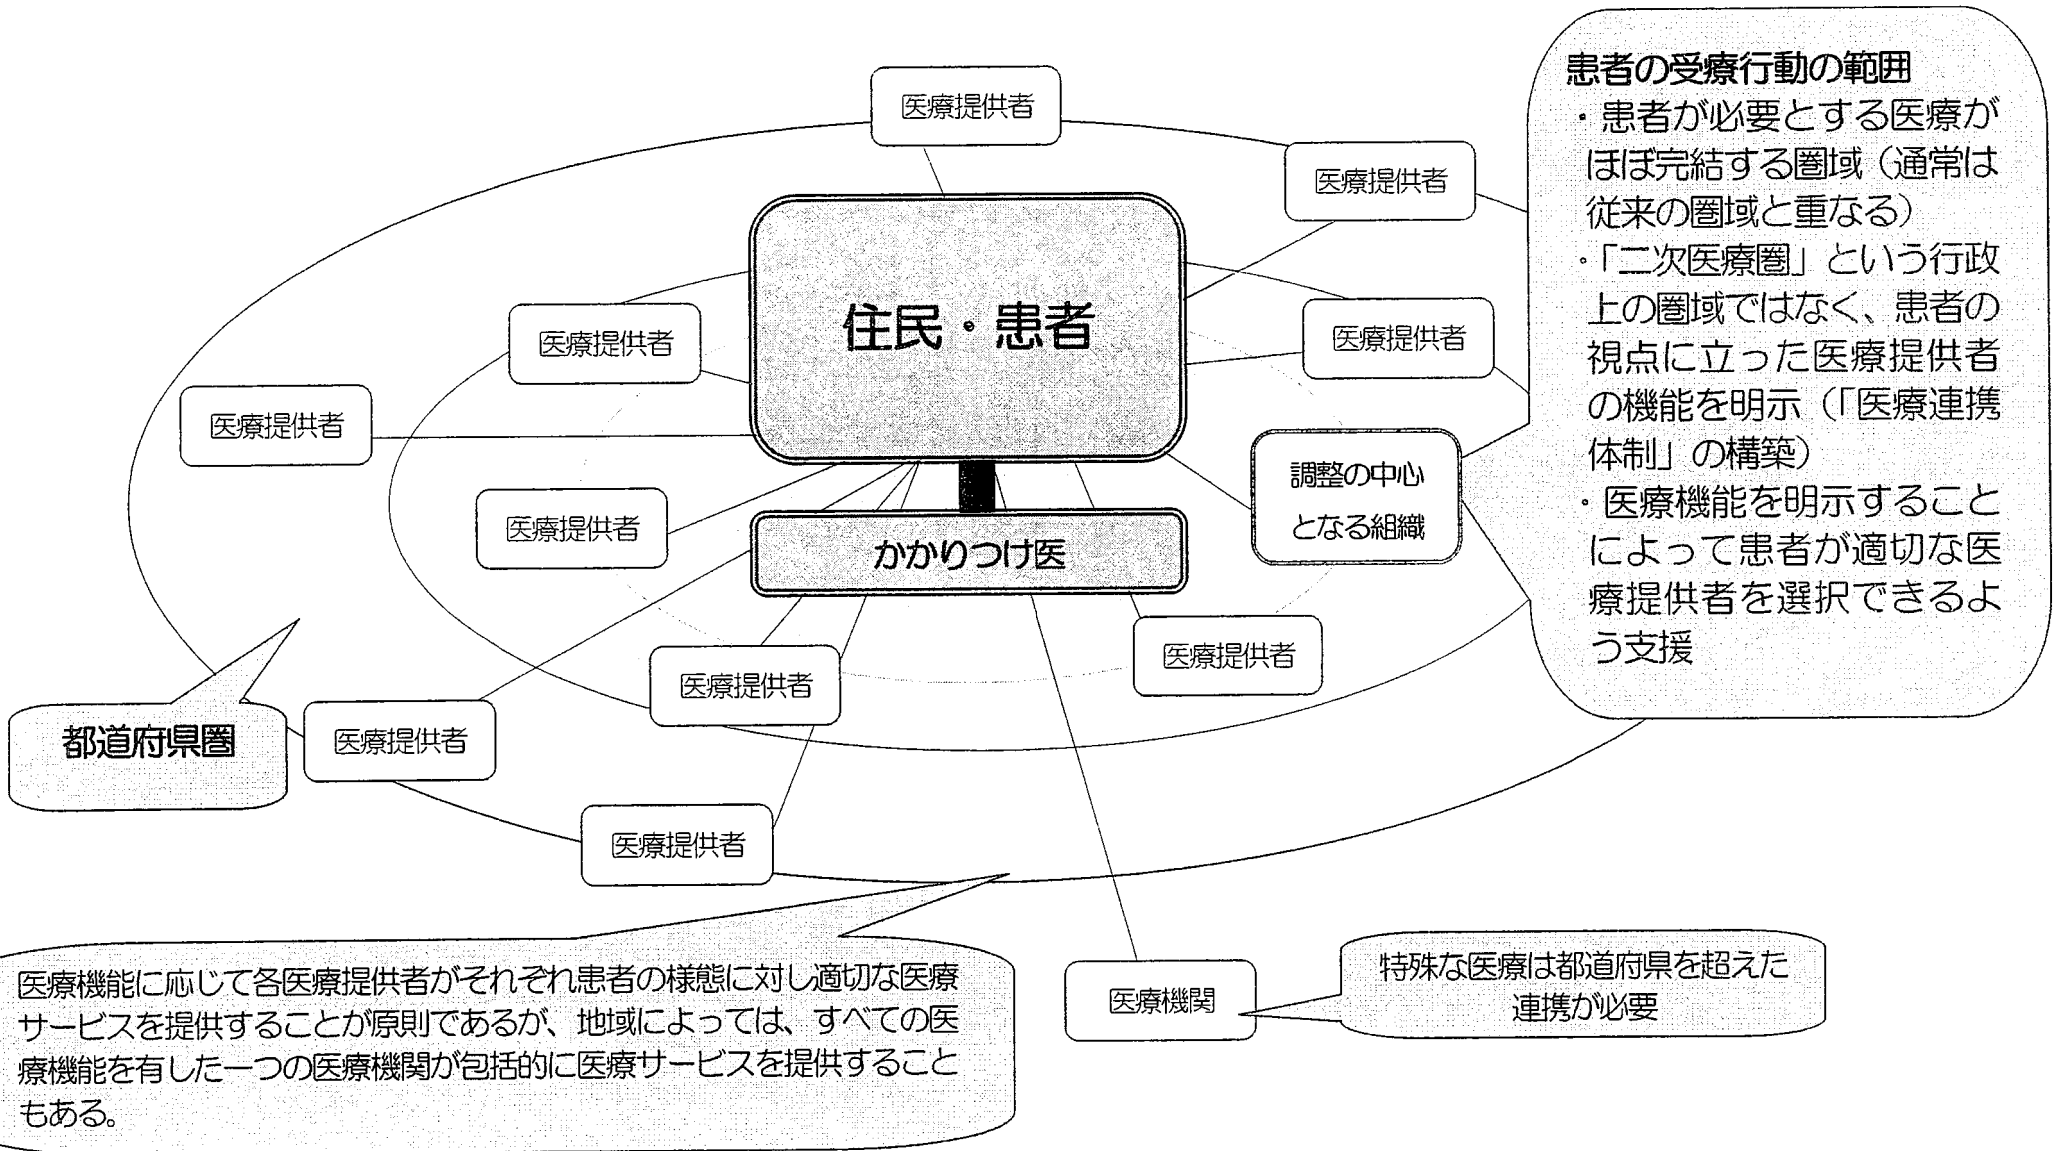 医療提供者
医療提供者
患者の受療行動の範囲
・患者が必要とする医療が
ほぼ完結する圏域（通常は
従来の圏域と重なる）
・「二次医療圏」という行政
上の圏域ではなく、患者の
視点に立った医療提供者
の機能を明示（「医療連携
体制」の構築）
・医療機能を明示すること
によって患者が適切な医
療提供者を選択できるよ
う支援
住民・患者
医療提供者
医療提供者
医療提供者
調整の中心
となる組織
医療提供者
かかりつけ医
医療提供者
医療提供者
都道府県圏
医療提供者
医療提供者
医療機能に応じて各医療提供者がそれぞれ患者の様態に対し適切な医療
サービスを提供することが原則であるが、地域によっては、すべての医
療機能を有した一つの医療機関が包括的に医療サービスを提供すること
もある。
医療機関
特殊な医療は都道府県を超えた
連携が必要